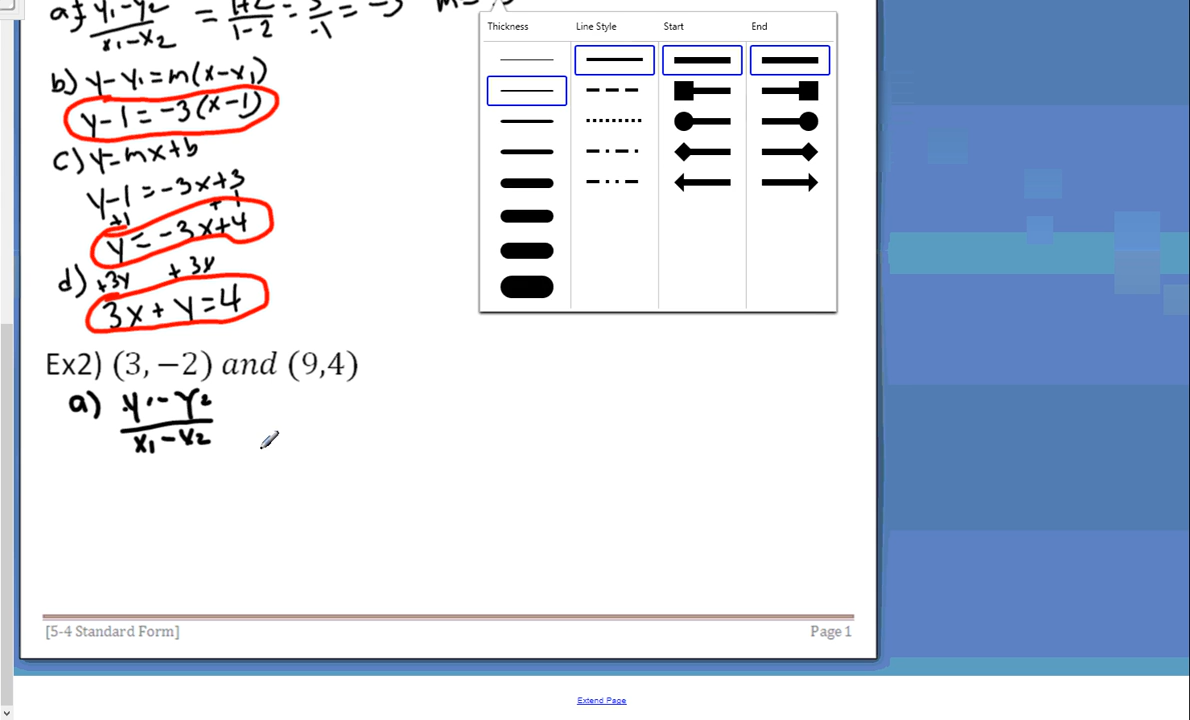 a) y₁-y₂/x₁-x₂ = 1+2/1-2 = 3/-1 = -3
Thickness Line Style Start End
b) y-y₁=m(x-x₁)
y-1=-3(x-1)
c) y=mx+b
y-1=-3x+3
+1 +1
y=-3x+4
d) +3y +3y
3x+y=4
Ex2) (3, −2) and (9,4)
a) y₁-y₂
x₁-x₂
[5-4 Standard Form] Page 1
Extend Page